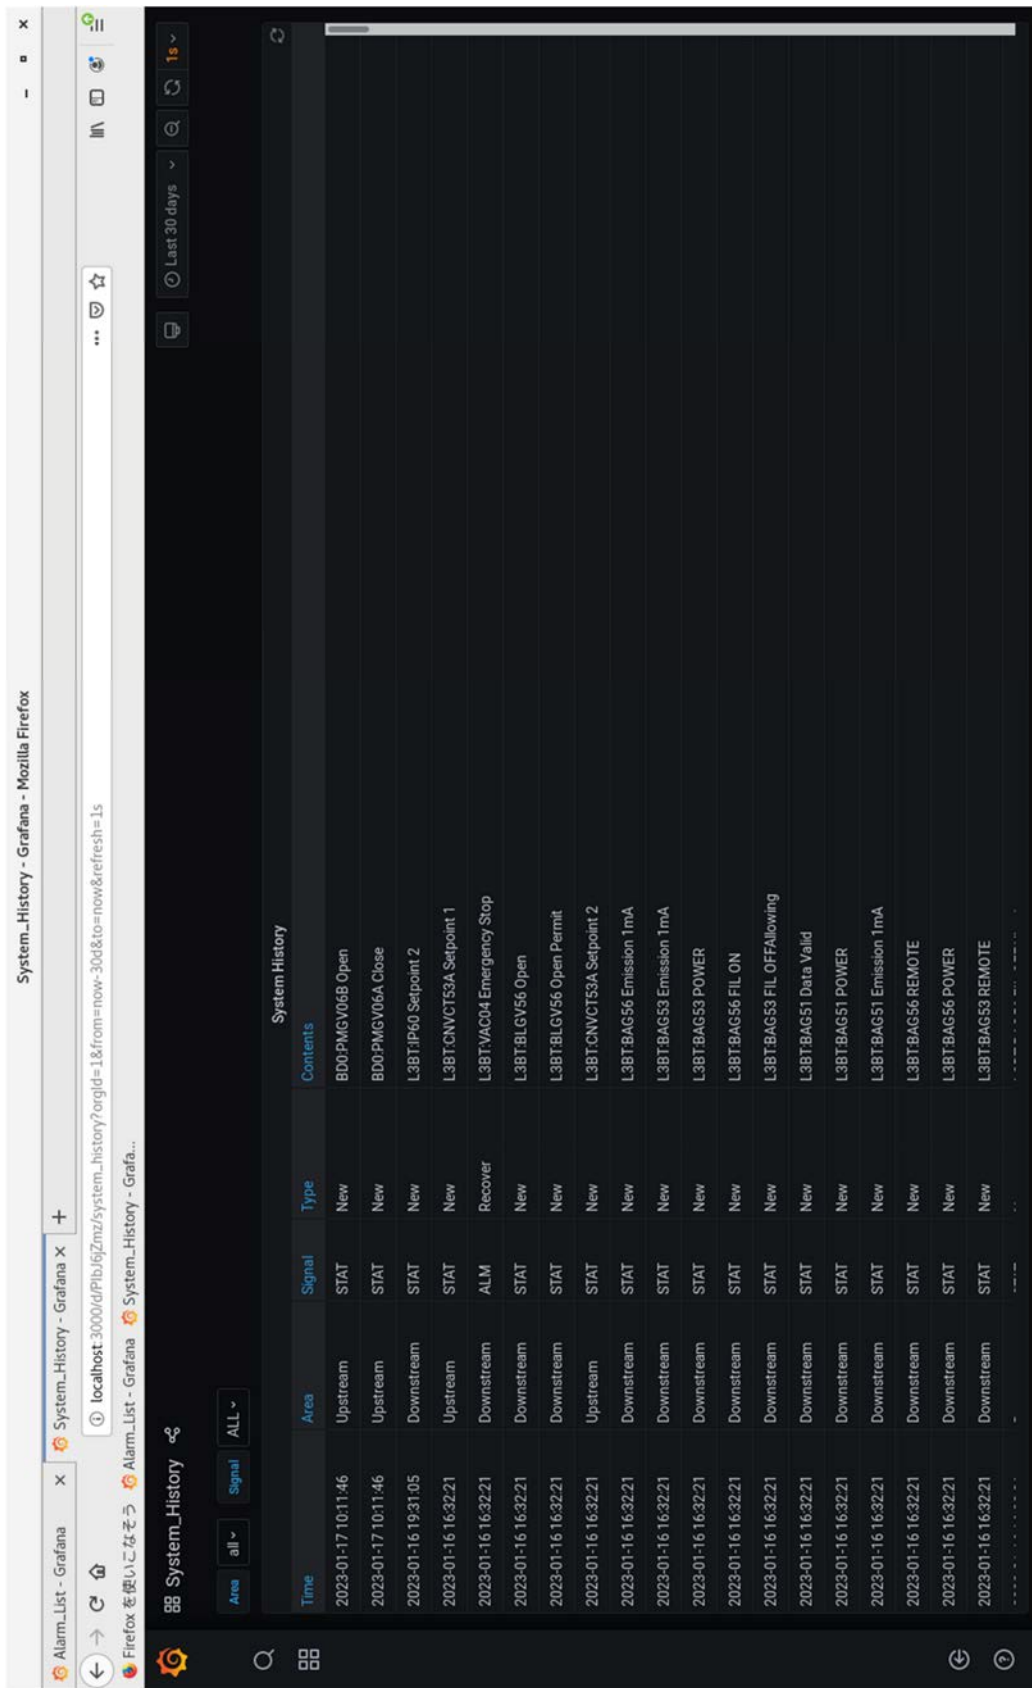 System_History - Grafana - Mozilla Firefox
Alarm_List - Grafana
System_History - Grafana
localhost:3000/d/PlbJ6jZmz/system_history?orgId=1&from=now-30d&to=now&refresh=1s
Firefox を使いこなそう Alarm_List - Grafana System_History - Grafa...
System_History
Last 30 days 1s
Area all Signal ALL
System History
Time Area Signal Type Contents
2023-01-17 10:11:46 Upstream STAT New BD0:PMGV06B Open
2023-01-17 10:11:46 Upstream STAT New BD0:PMGV06A Close
2023-01-16 19:31:05 Downstream STAT New L3BT:IP60 Setpoint 2
2023-01-16 16:32:21 Upstream STAT New L3BT:CNVCT53A Setpoint 1
2023-01-16 16:32:21 Downstream ALM Recover L3BT:VAC04 Emergency Stop
2023-01-16 16:32:21 Downstream STAT New L3BT:BLGV56 Open
2023-01-16 16:32:21 Downstream STAT New L3BT:BLGV56 Open Permit
2023-01-16 16:32:21 Upstream STAT New L3BT:CNVCT53A Setpoint 2
2023-01-16 16:32:21 Downstream STAT New L3BT:BAG56 Emission 1mA
2023-01-16 16:32:21 Downstream STAT New L3BT:BAG53 Emission 1mA
2023-01-16 16:32:21 Downstream STAT New L3BT:BAG53 POWER
2023-01-16 16:32:21 Downstream STAT New L3BT:BAG56 FIL ON
2023-01-16 16:32:21 Downstream STAT New L3BT:BAG53 FIL OFFAllowing
2023-01-16 16:32:21 Downstream STAT New L3BT:BAG51 Data Valid
2023-01-16 16:32:21 Downstream STAT New L3BT:BAG51 POWER
2023-01-16 16:32:21 Downstream STAT New L3BT:BAG51 Emission 1mA
2023-01-16 16:32:21 Downstream STAT New L3BT:BAG56 REMOTE
2023-01-16 16:32:21 Downstream STAT New L3BT:BAG56 POWER
2023-01-16 16:32:21 Downstream STAT New L3BT:BAG53 REMOTE